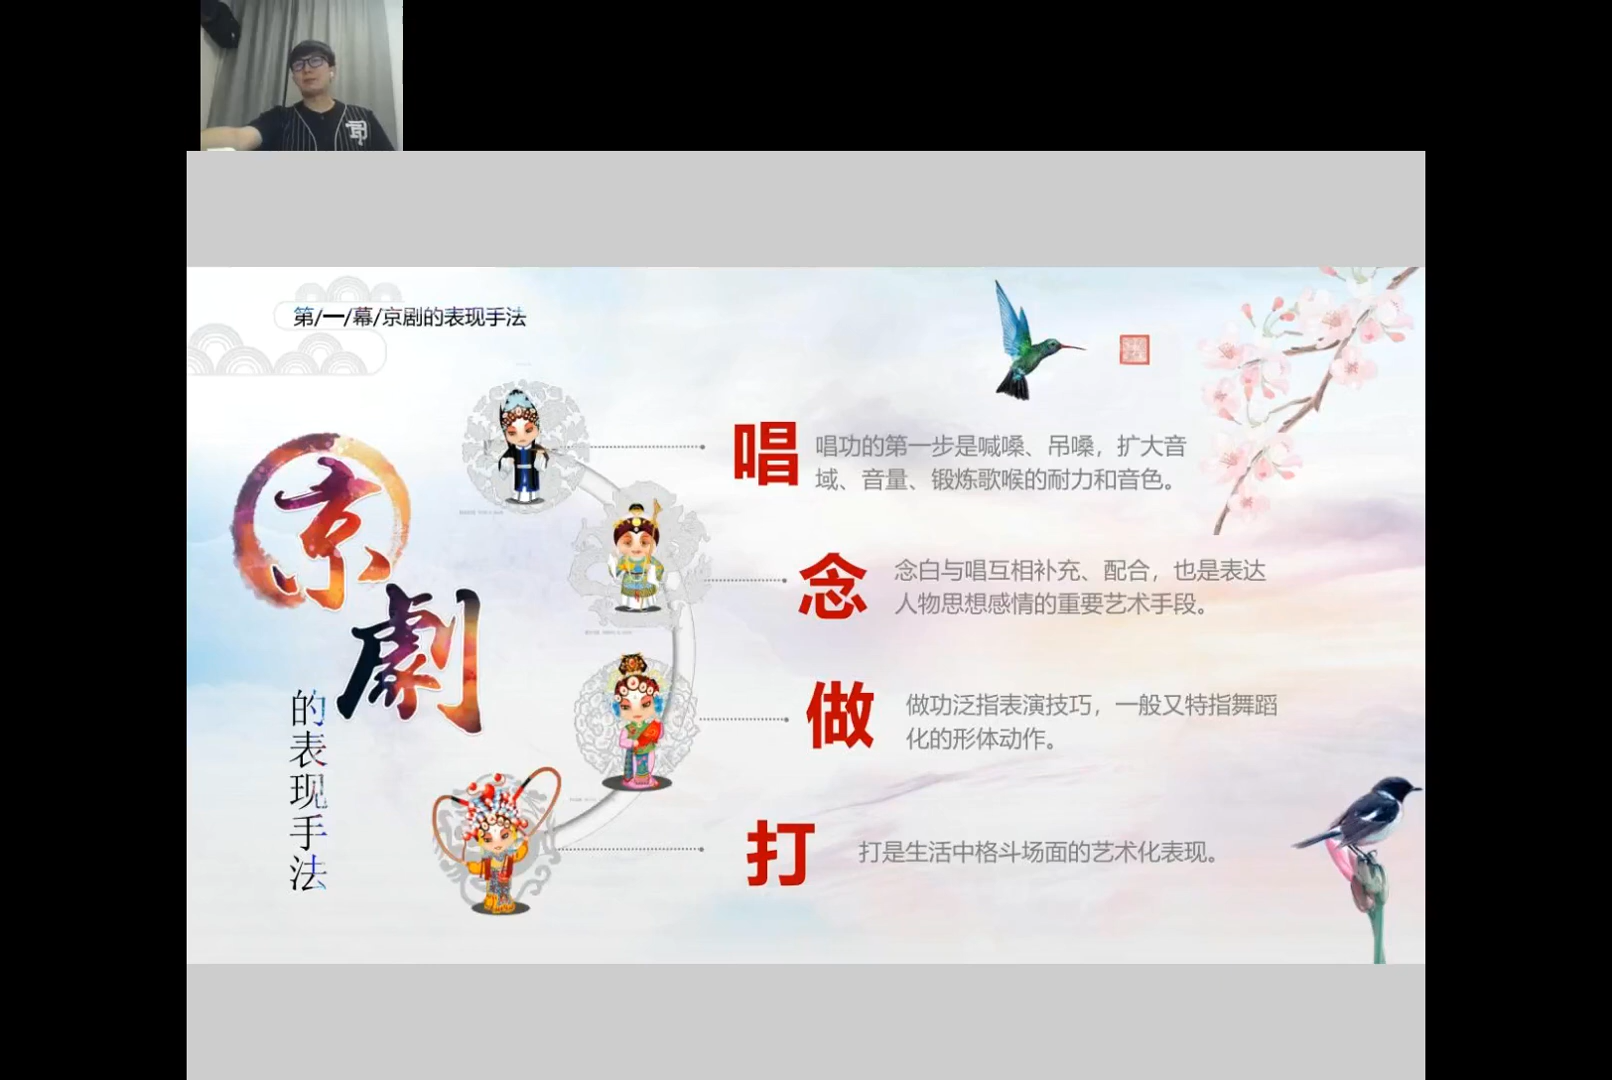 第/一/幕/京剧的表现手法
京劇
的表现手法
唱
唱功的第一步是喊嗓、吊嗓，扩大音
域、音量、锻炼歌喉的耐力和音色。
念
念白与唱互相补充、配合，也是表达
人物思想感情的重要艺术手段。
做
做功泛指表演技巧，一般又特指舞蹈
化的形体动作。
打
打是生活中格斗场面的艺术化表现。